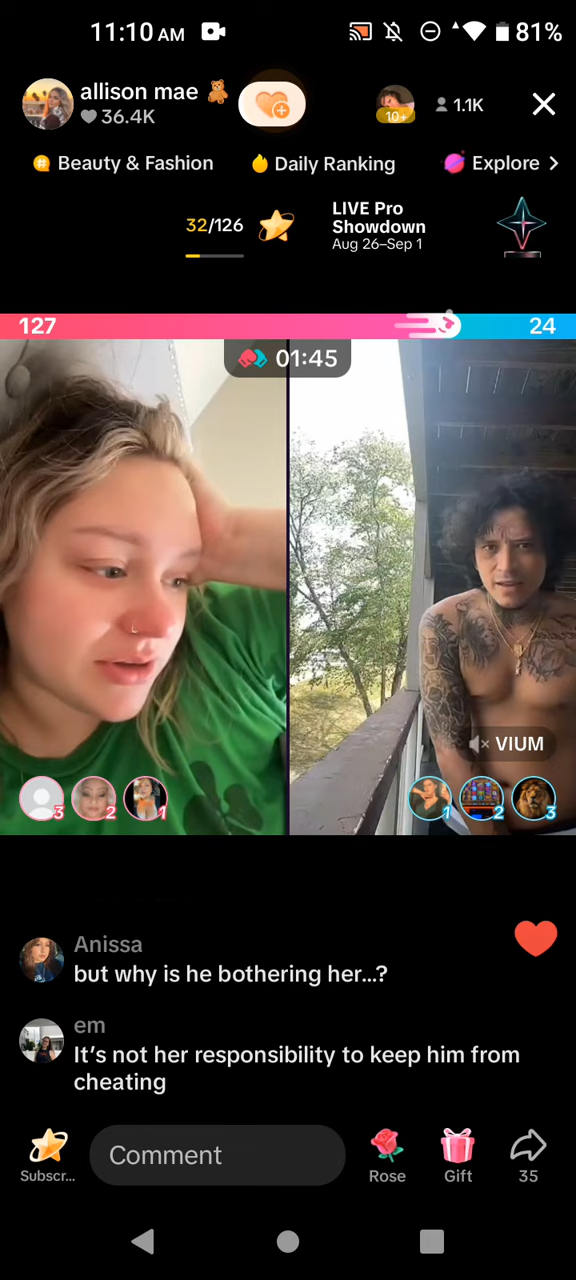 11:10 AM
81%
allison mae
36.4K
10+
1.1K
Beauty & Fashion
Daily Ranking
Explore
32/126
LIVE Pro
Showdown
Aug 26–Sep 1
127
24
01:45
VIUM
3
2
1
1
2
3
Anissa
but why is he bothering her...?
em
It's not her responsibility to keep him from
cheating
Subscr...
Comment
Rose
Gift
35